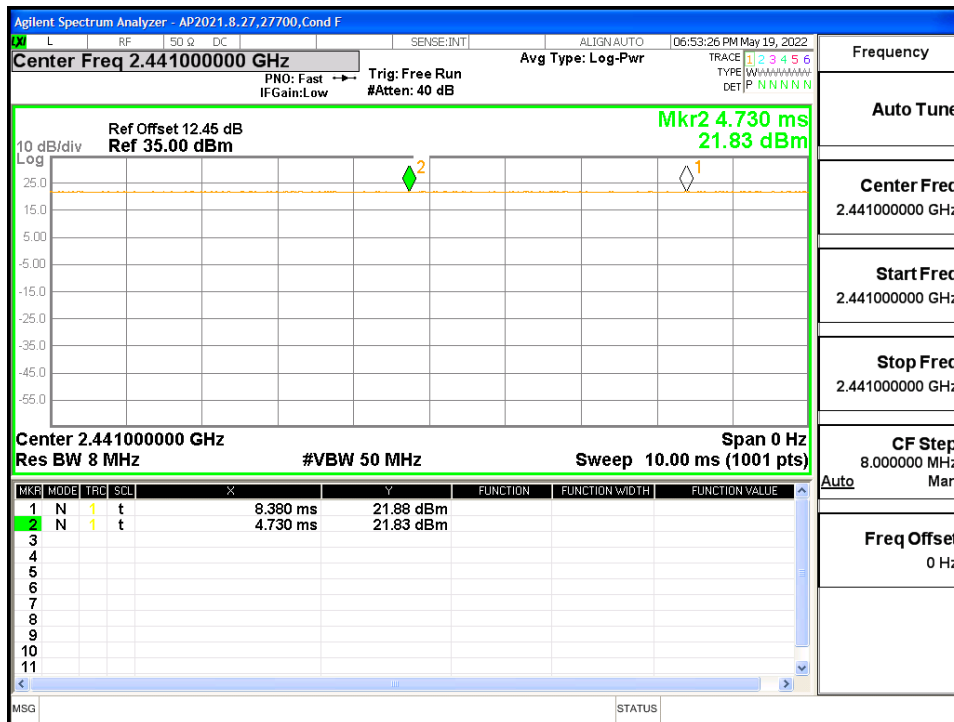 Agilent Spectrum Analyzer - AP2021.8.27,27700,Cond F
LXI L RF 50 Ω DC SENSE:INT ALIGN AUTO 06:53:26 PM May 19, 2022
Center Freq 2.441000000 GHz
PNO: Fast
IFGain:Low
Trig: Free Run
#Atten: 40 dB
Avg Type: Log-Pwr
TRACE 1 2 3 4 5 6
TYPE WWWWWW
DET P N N N N N
Mkr2 4.730 ms
21.83 dBm
Ref Offset 12.45 dB
10 dB/div Ref 35.00 dBm
Log
25.0
15.0
5.00
-5.00
-15.0
-25.0
-35.0
-45.0
-55.0
2
1
Center 2.441000000 GHz Span 0 Hz
Res BW 8 MHz #VBW 50 MHz Sweep 10.00 ms (1001 pts)
MKR MODE TRC SCL X Y FUNCTION FUNCTION WIDTH FUNCTION VALUE
1 N 1 t 8.380 ms 21.88 dBm
2 N 1 t 4.730 ms 21.83 dBm
3
4
5
6
7
8
9
10
11
MSG STATUS
Frequency
Auto Tune
Center Freq
2.441000000 GHz
Start Freq
2.441000000 GHz
Stop Freq
2.441000000 GHz
CF Step
8.000000 MHz
Auto Man
Freq Offset
0 Hz